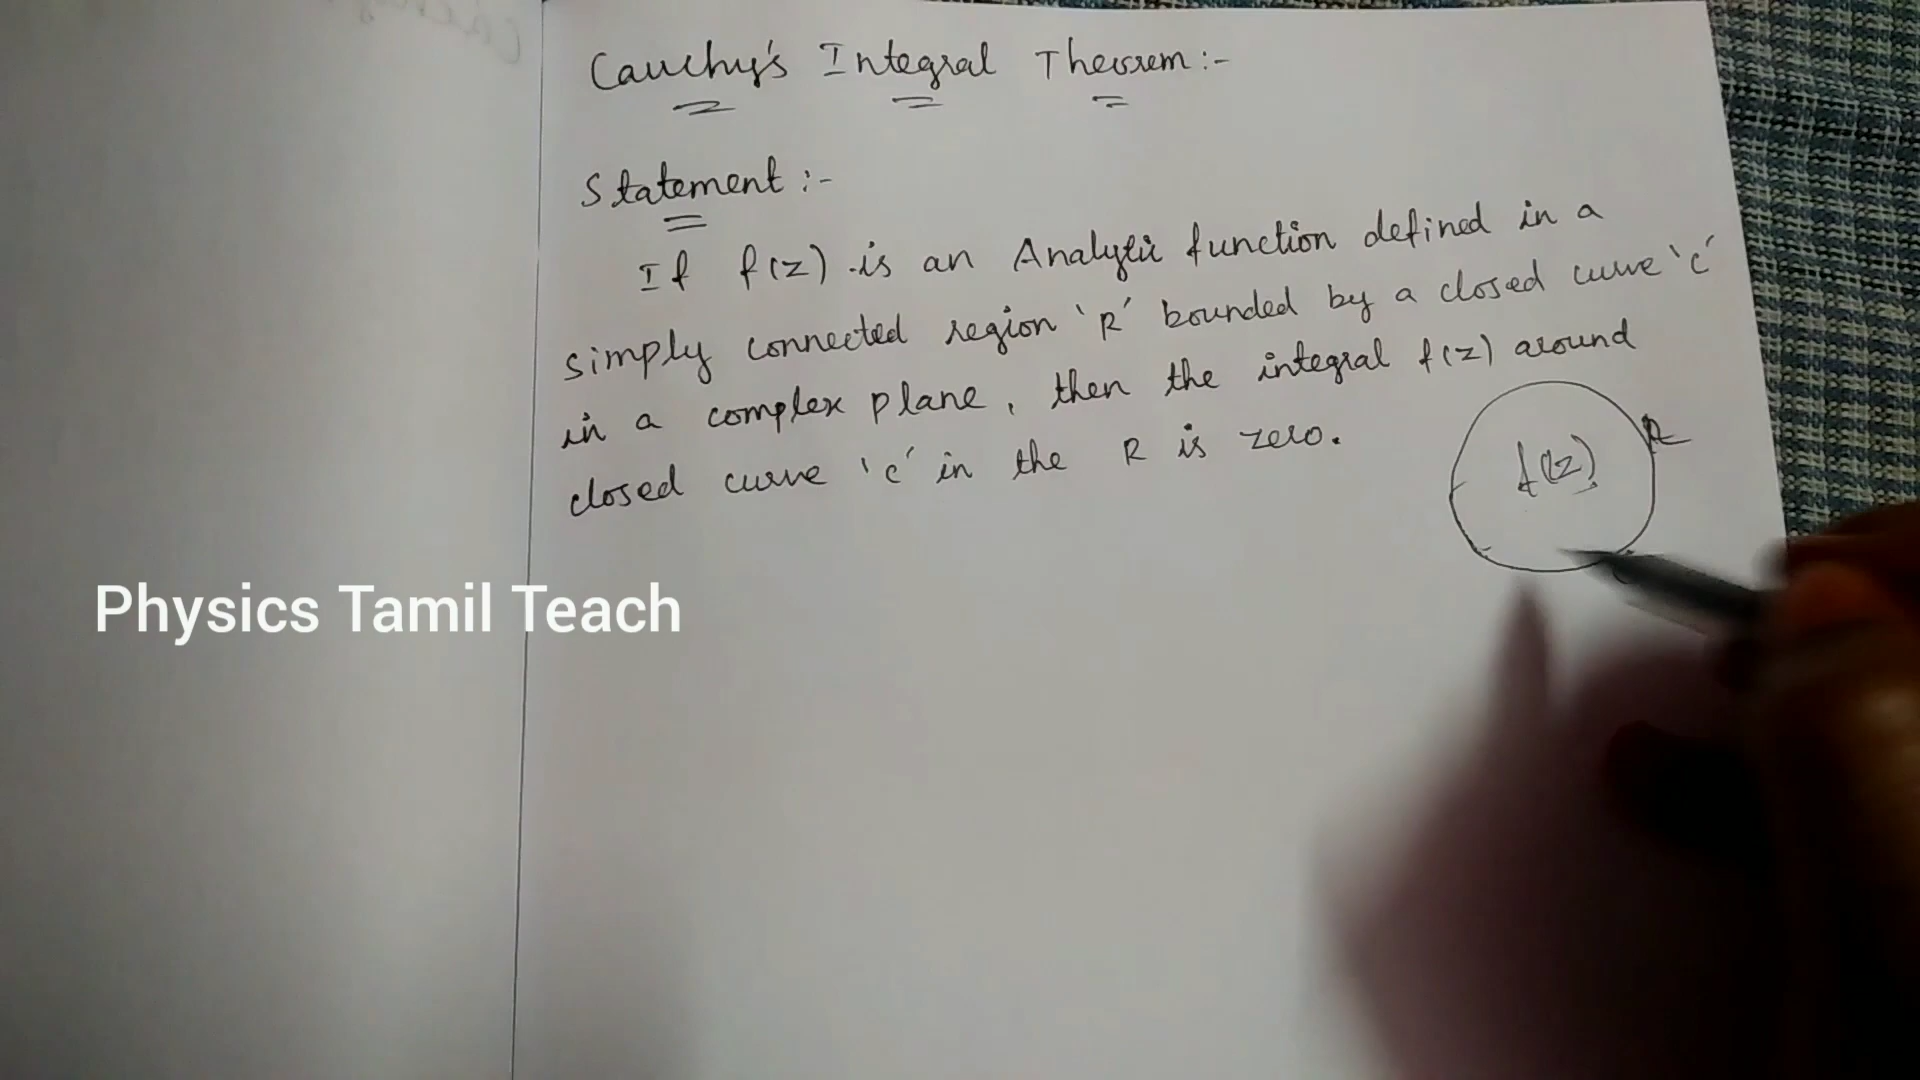 Cauchy's Integral Theorem :-
Statement :-
If f(z) is an Analytic function defined in a
simply connected region 'R' bounded by a closed curve 'c'
in a complex plane, then the integral f(z) around
closed curve 'c' in the R is zero.
f(z)
R
Physics Tamil Teach